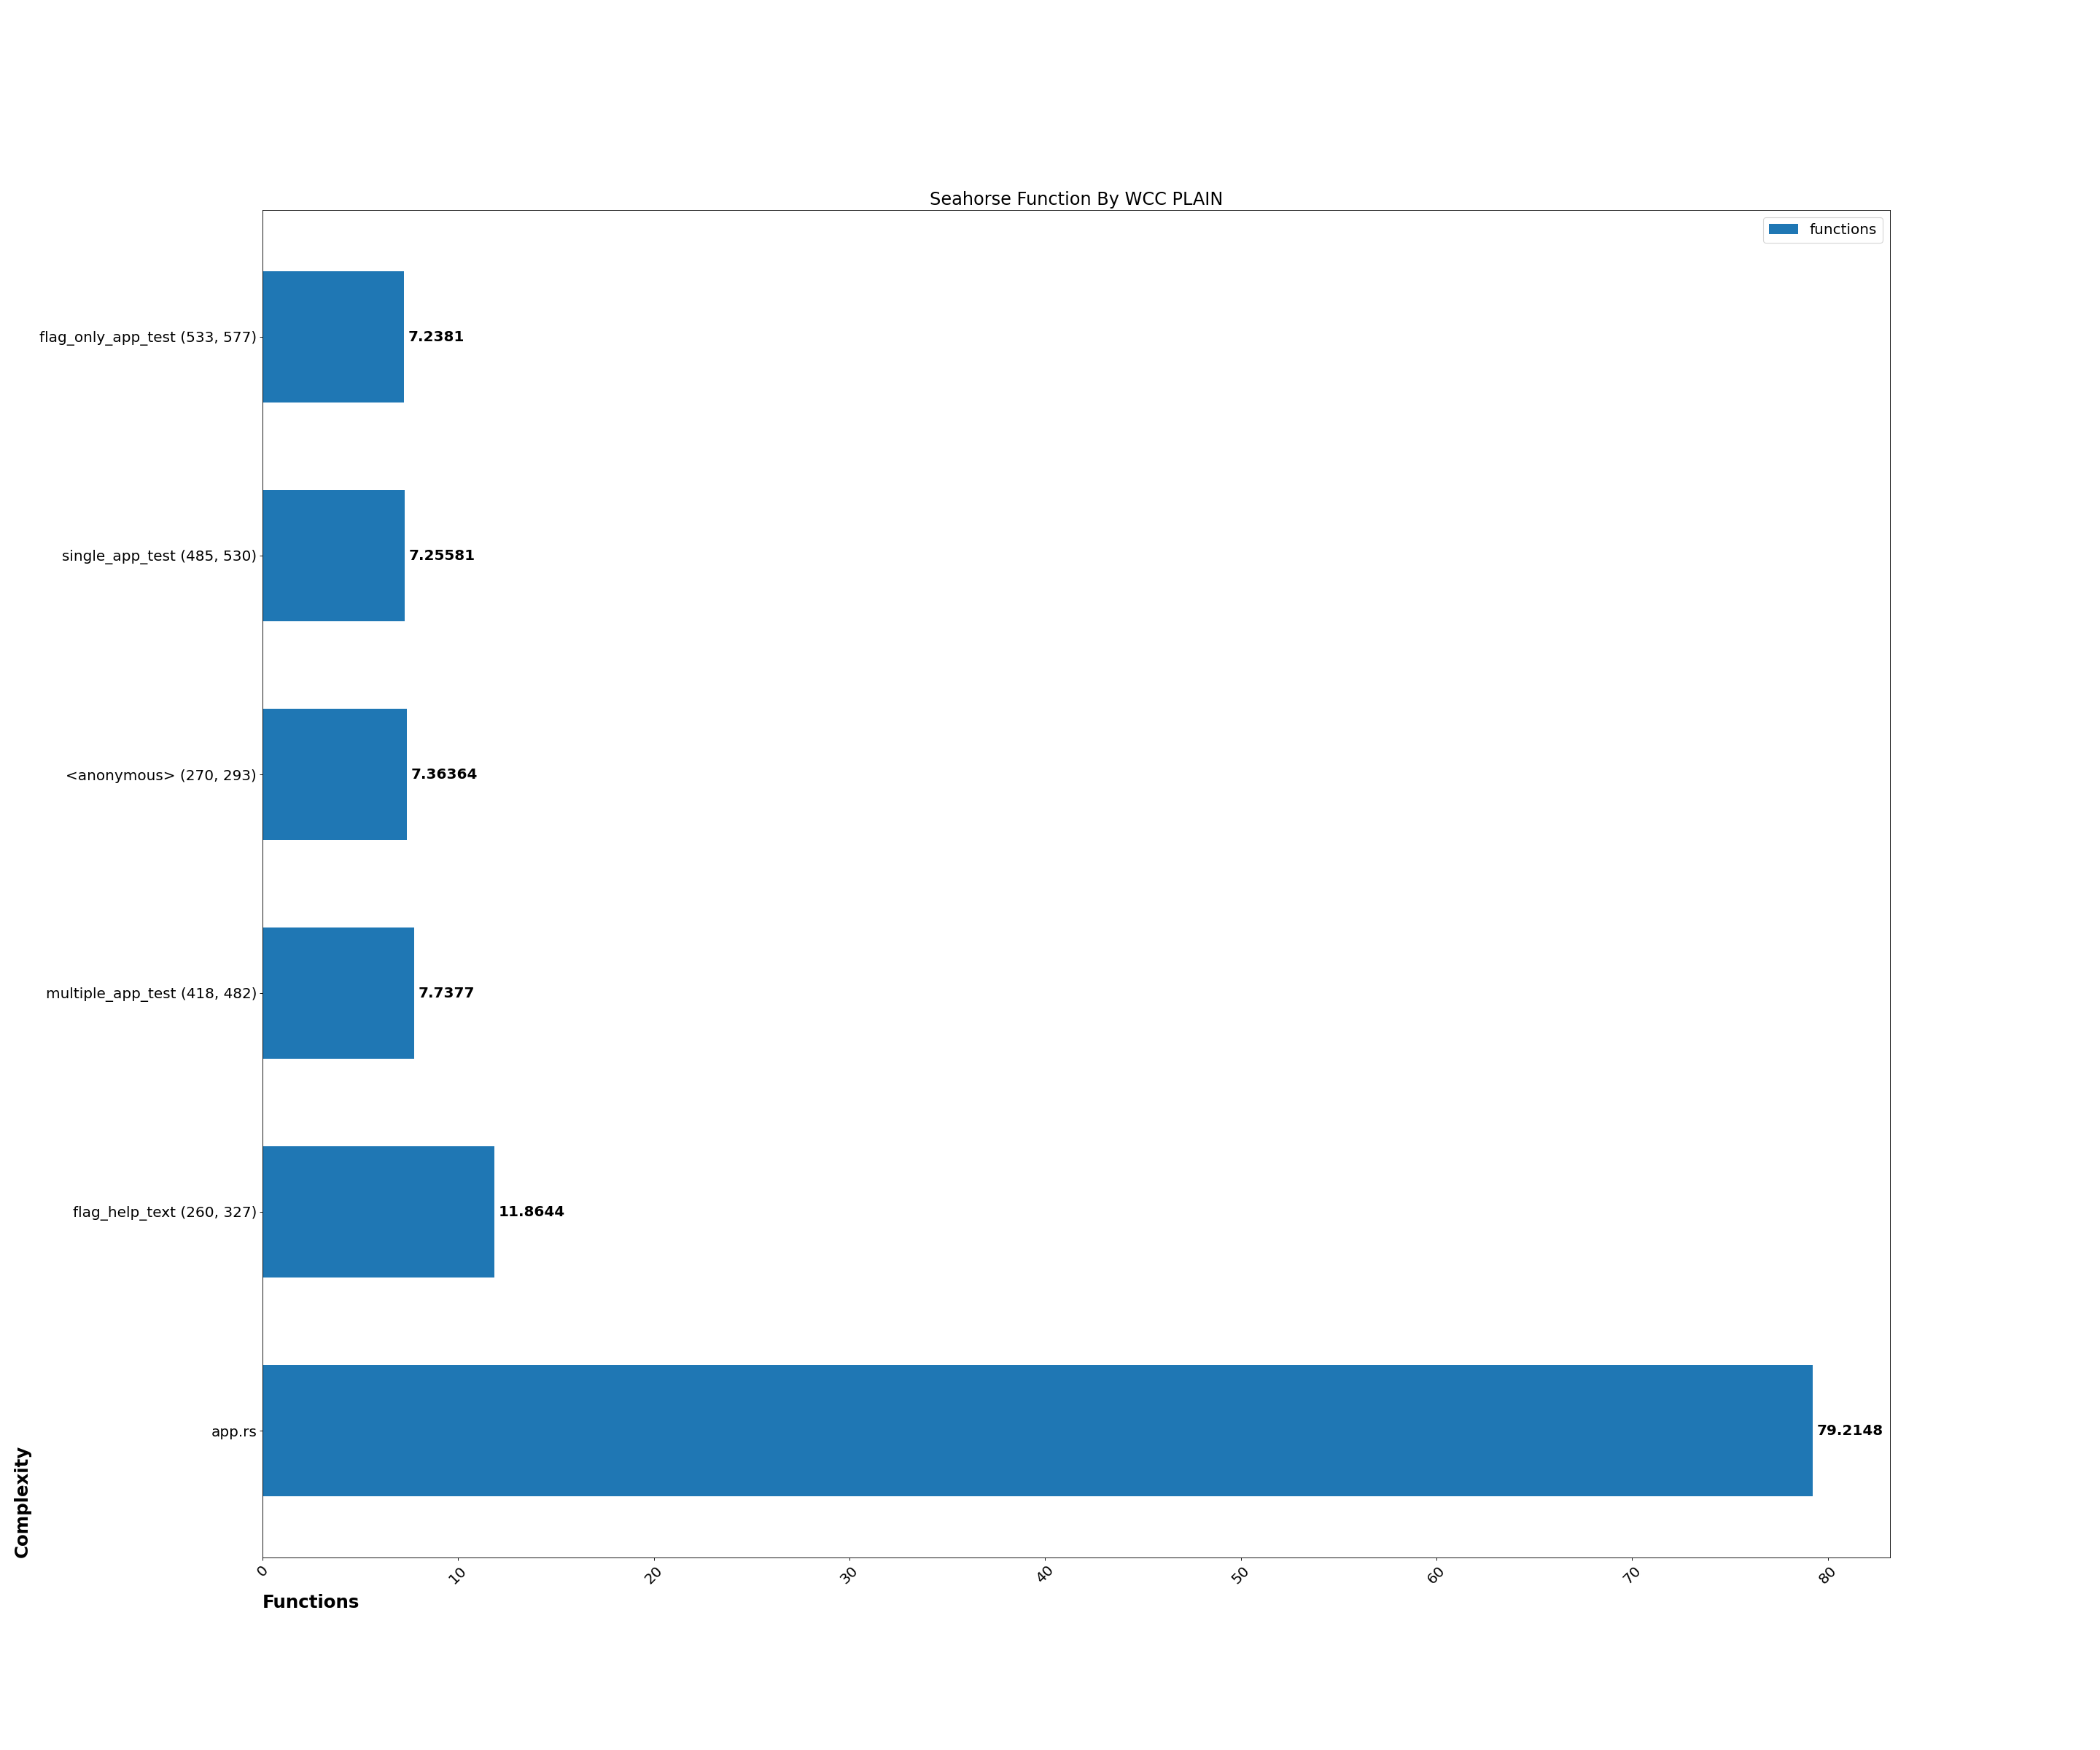 Seahorse Function By WCC PLAIN
functions
flag_only_app_test (533, 577)
7.2381
single_app_test (485, 530)
7.25581
<anonymous> (270, 293)
7.36364
multiple_app_test (418, 482)
7.7377
flag_help_text (260, 327)
11.8644
app.rs
79.2148
Complexity
0 10 20 30 40 50 60 70 80
Functions